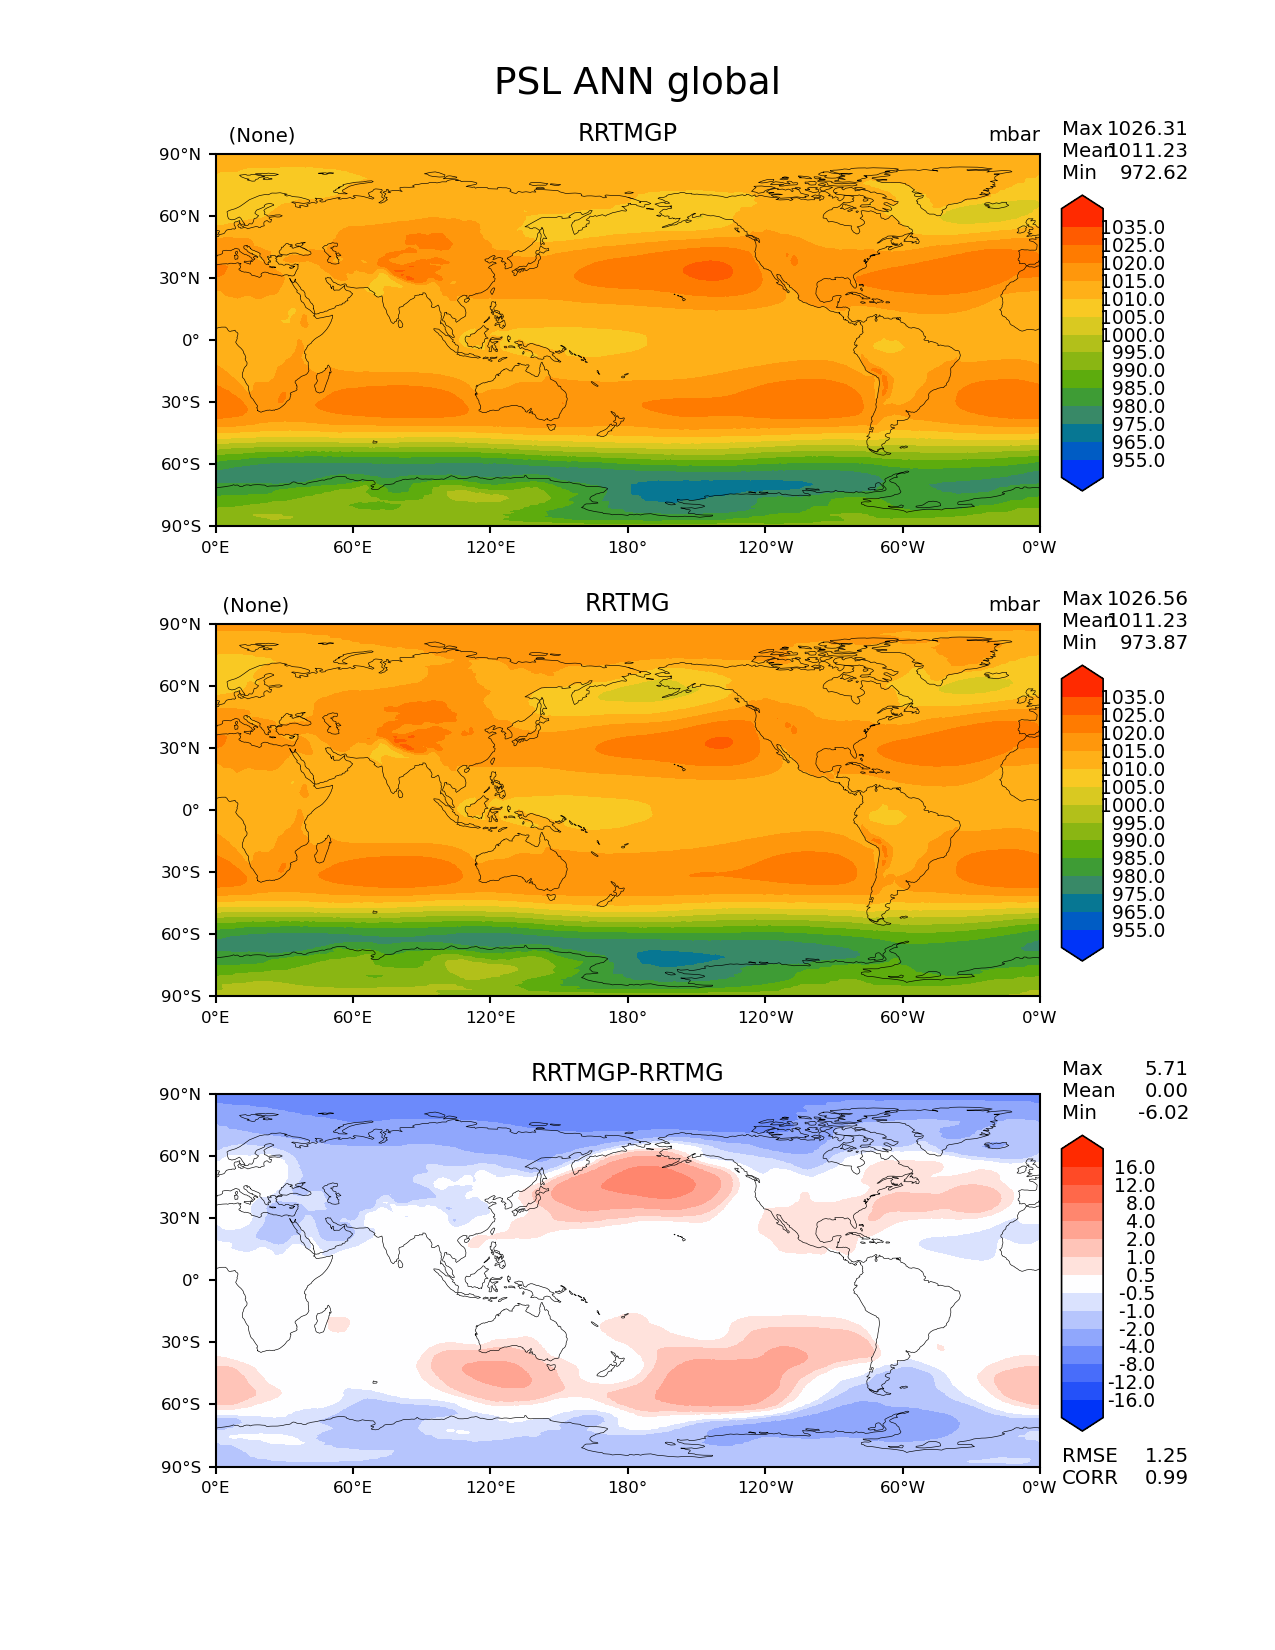 PSL ANN global
(None) RRTMGP mbar
Max 1026.31
Mean 1011.23
Min 972.62
90°N
60°N
30°N
0°
30°S
60°S
90°S
0°E 60°E 120°E 180° 120°W 60°W 0°W
1035.0
1025.0
1020.0
1015.0
1010.0
1005.0
1000.0
995.0
990.0
985.0
980.0
975.0
965.0
955.0
(None) RRTMG mbar
Max 1026.56
Mean 1011.23
Min 973.87
90°N
60°N
30°N
0°
30°S
60°S
90°S
0°E 60°E 120°E 180° 120°W 60°W 0°W
1035.0
1025.0
1020.0
1015.0
1010.0
1005.0
1000.0
995.0
990.0
985.0
980.0
975.0
965.0
955.0
RRTMGP-RRTMG
Max 5.71
Mean 0.00
Min -6.02
90°N
60°N
30°N
0°
30°S
60°S
90°S
0°E 60°E 120°E 180° 120°W 60°W 0°W
16.0
12.0
8.0
4.0
2.0
1.0
0.5
-0.5
-1.0
-2.0
-4.0
-8.0
-12.0
-16.0
RMSE 1.25
CORR 0.99